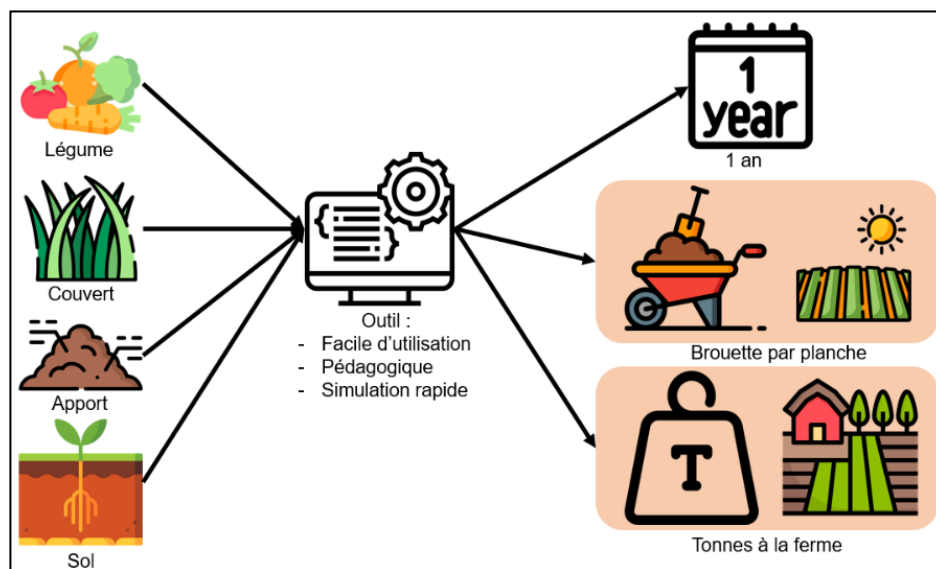 Légume
Couvert
Apport
Sol
Outil :
- Facile d'utilisation
- Pédagogique
- Simulation rapide
1
year
1 an
Brouette par planche
T
Tonnes à la ferme